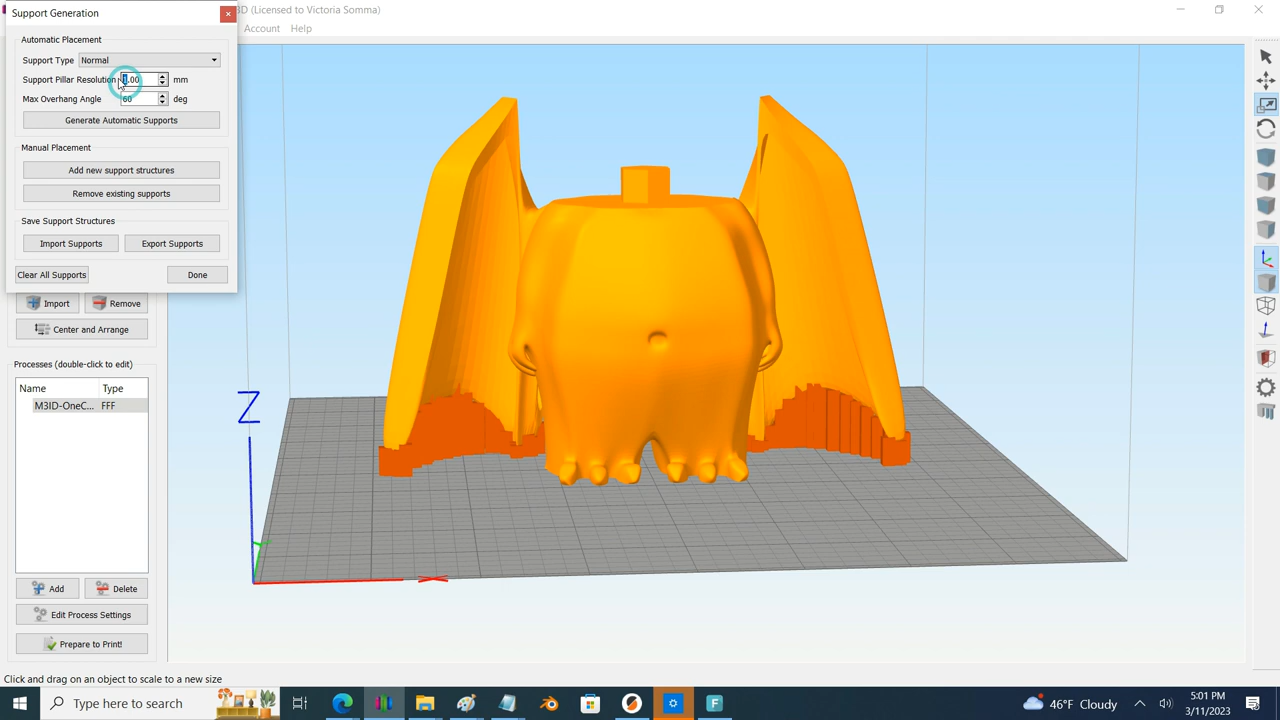 Support Generation
3D (Licensed to Victoria Somma)
Account Help
Automatic Placement
Support Type Normal
Support Pillar Resolution .00 mm
Max Overhang Angle 60 deg
Generate Automatic Supports
Manual Placement
Add new support structures
Remove existing supports
Save Support Structures
Import Supports Export Supports
Clear All Supports Done
Import Remove
Center and Arrange
Processes (double-click to edit)
Name Type
M3ID-OneC... FFF
Add Delete
Edit Process Settings
Prepare to Print!
Z
Click and drag on an object to scale to a new size
Type here to search
46°F Cloudy
5:01 PM
3/11/2023